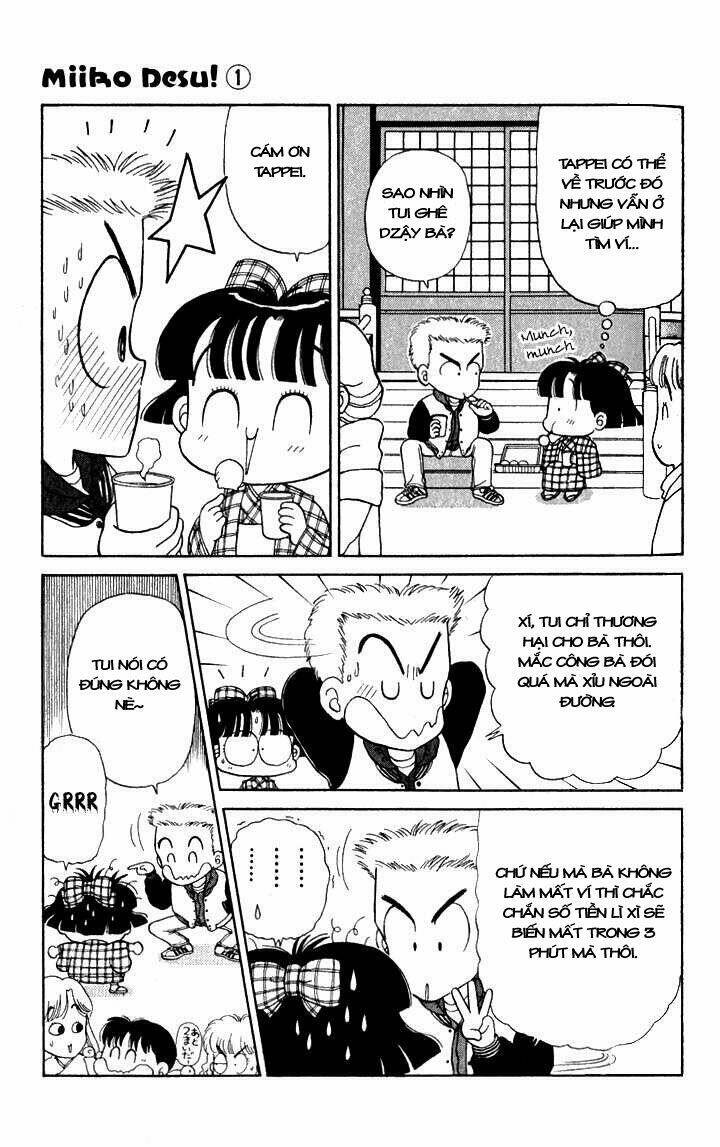 Miiko Desu! 1
TAPPEI CÓ THỂ
VỀ TRƯỚC ĐÓ
NHƯNG VẪN Ở
LẠI GIÚP MÌNH
TÌM VÍ...
SAO NHÌN
TUI GHÊ
DZẬY BÀ?
Munch,
munch
CÁM ƠN
TAPPEI.
XÍ, TUI CHỈ THƯƠNG
HẠI CHO BÀ THÔI.
MẮC CÔNG BÀ ĐÓI
QUÁ MÀ XỈU NGOÀI
ĐƯỜNG
CHỨ NẾU MÀ BÀ KHÔNG
LÀM MẤT VÍ THÌ CHẮC
CHẮN SỐ TIỀN LÌ XÌ SẼ
BIẾN MẤT TRONG 3
PHÚT MÀ THÔI.
TUI NÓI CÓ
ĐÚNG KHÔNG
NÈ~
GRRR